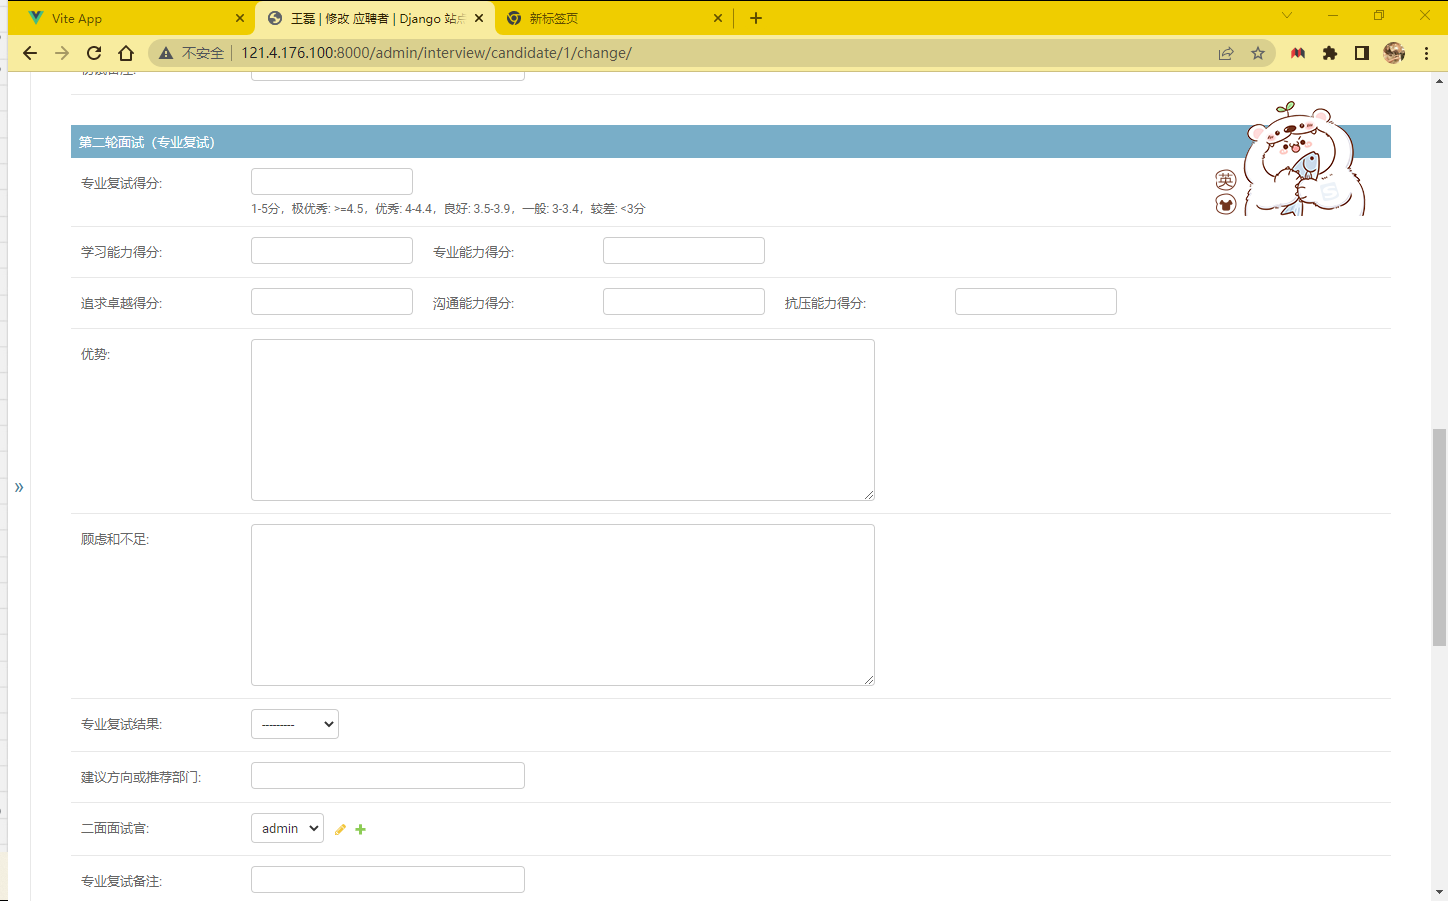 Vite App
王磊 | 修改 应聘者 | Django 站点
新标签页
不安全
121.4.176.100:8000/admin/interview/candidate/1/change/
第二轮面试（专业复试）
专业复试得分:
1-5分，极优秀: >=4.5，优秀: 4-4.4，良好: 3.5-3.9，一般: 3-3.4，较差: <3分
英
学习能力得分: 专业能力得分:
追求卓越得分: 沟通能力得分: 抗压能力得分:
优势:
»
顾虑和不足:
专业复试结果: ---------
建议方向或推荐部门:
二面面试官: admin
专业复试备注: